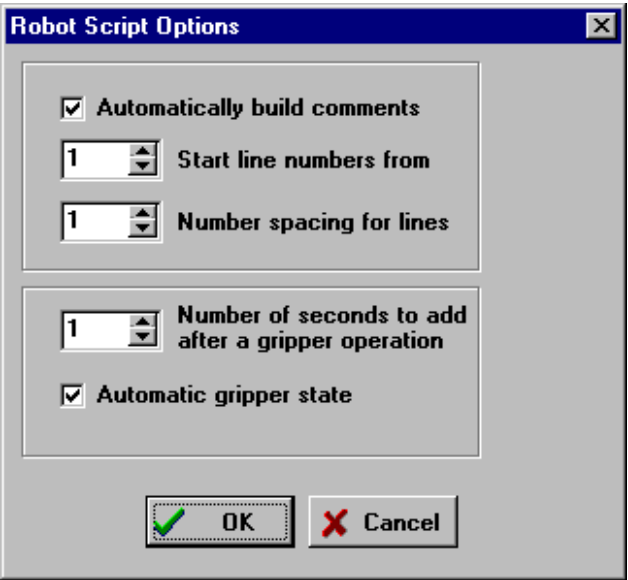 Robot Script Options
Automatically build comments
1 Start line numbers from
1 Number spacing for lines
1 Number of seconds to add
after a gripper operation
Automatic gripper state
OK Cancel